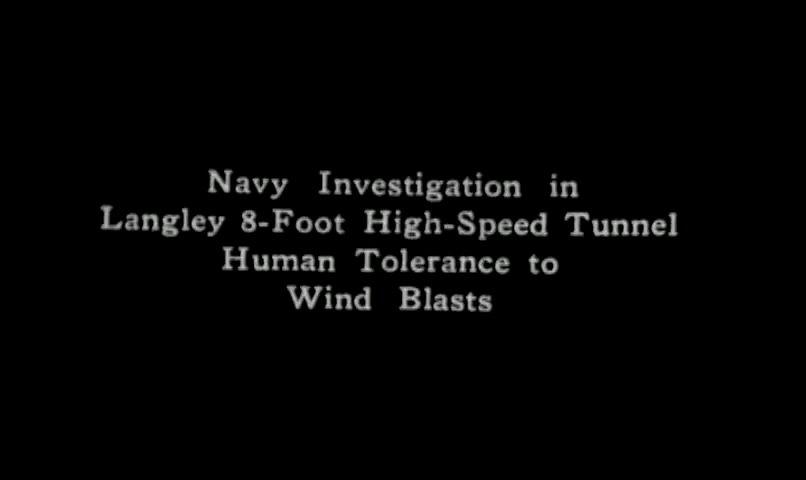 Navy Investigation in
Langley 8-Foot High-Speed Tunnel
Human Tolerance to
Wind Blasts